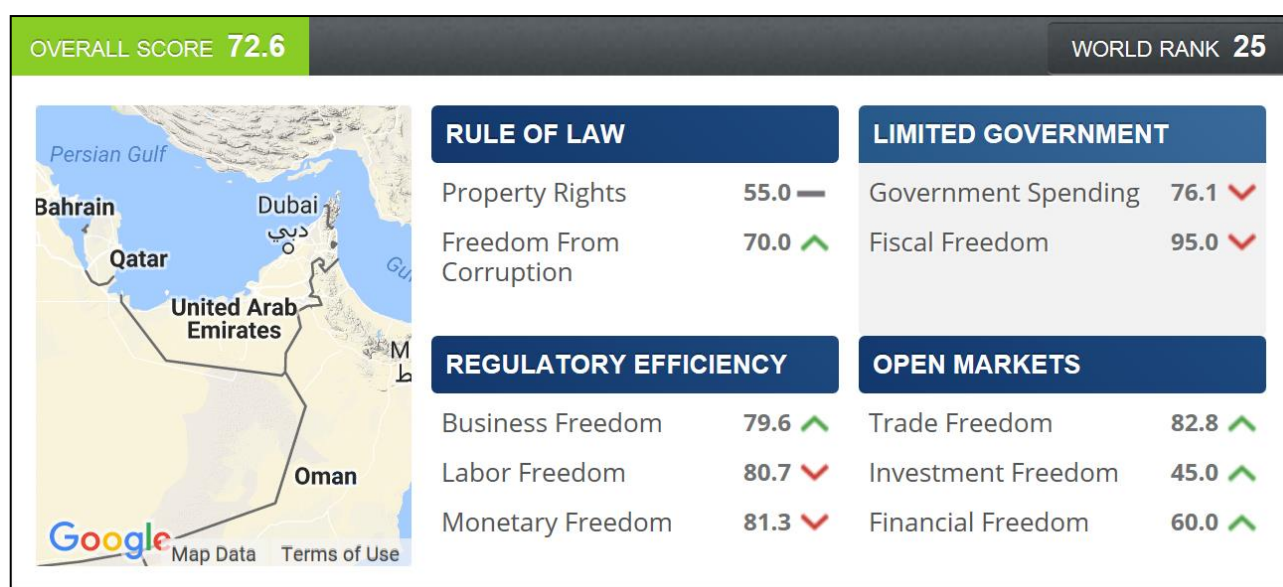 OVERALL SCORE 72.6
WORLD RANK 25
Persian Gulf
Bahrain
Dubai
دبي
Qatar
Gu
United Arab
Emirates
M
ط
Oman
Google
Map Data
Terms of Use
RULE OF LAW
Property Rights 55.0
Freedom From
Corruption
70.0
LIMITED GOVERNMENT
Government Spending 76.1
Fiscal Freedom 95.0
REGULATORY EFFICIENCY
Business Freedom 79.6
Labor Freedom 80.7
Monetary Freedom 81.3
OPEN MARKETS
Trade Freedom 82.8
Investment Freedom 45.0
Financial Freedom 60.0